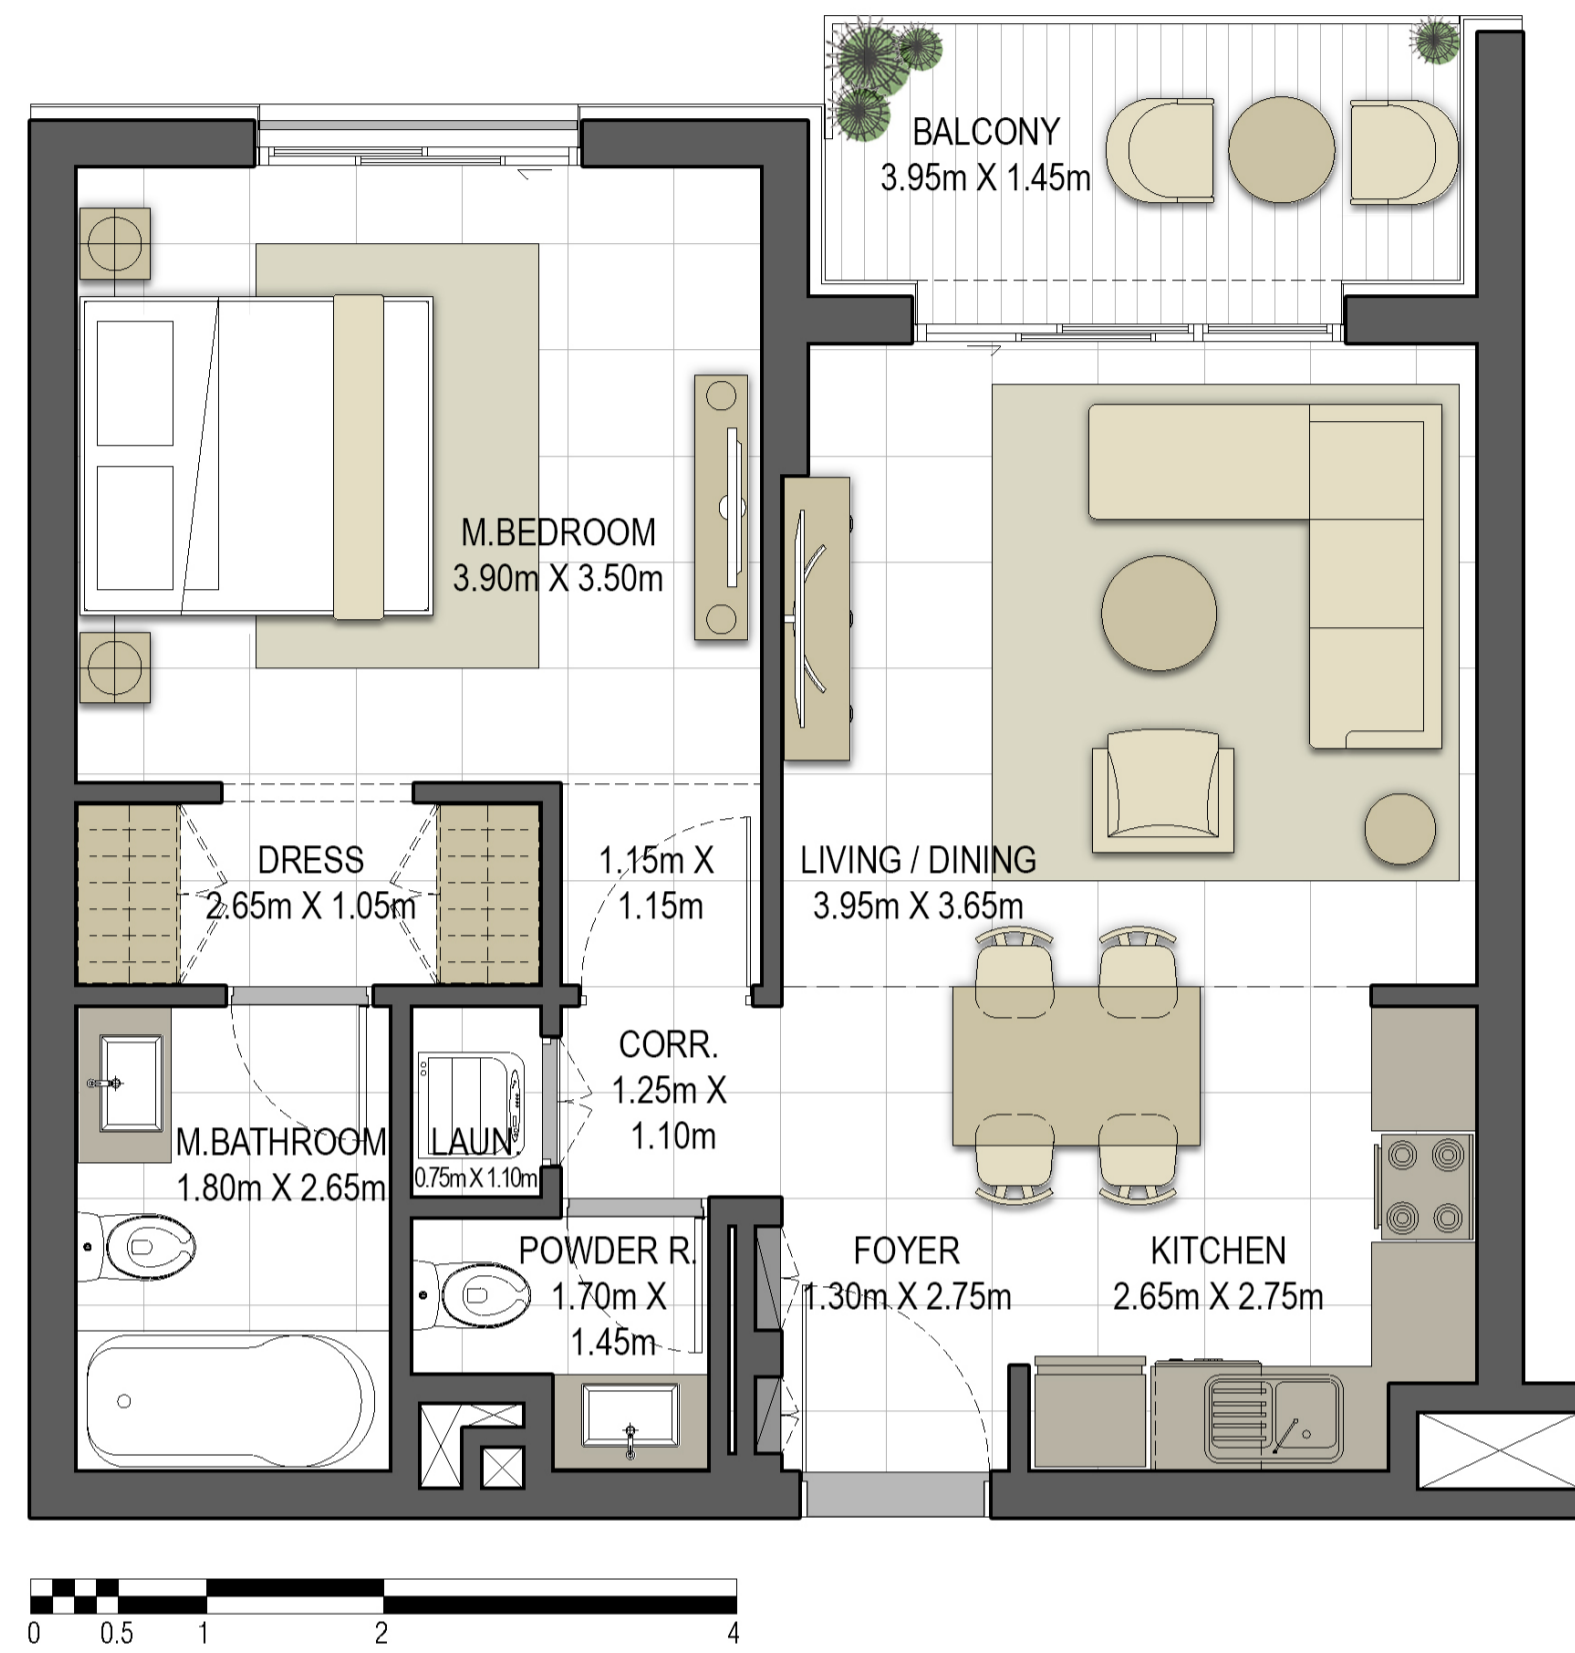 BALCONY
3.95m X 1.45m
M.BEDROOM
3.90m X 3.50m
DRESS
2.65m X 1.05m
1.15m X
1.15m
LIVING / DINING
3.95m X 3.65m
CORR.
1.25m X
1.10m
M.BATHROOM
1.80m X 2.65m
LAUN.
0.75m X 1.10m
POWDER R.
1.70m X
1.45m
FOYER
1.30m X 2.75m
KITCHEN
2.65m X 2.75m
0 0.5 1 2 4